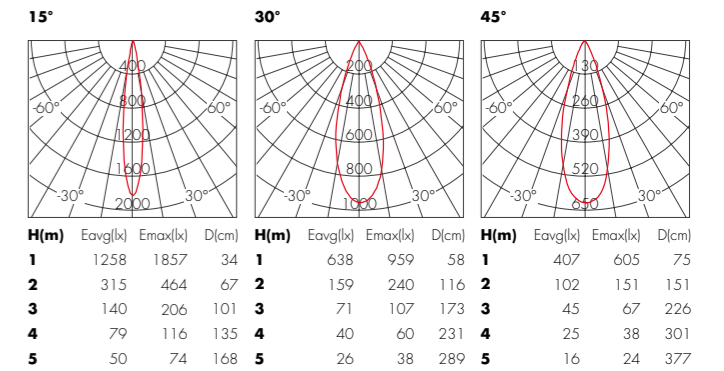 15° 30° 45°
400 200 130
800 400 260
-60° 60° -60° 60° -60° 60°
1200 600 390
1600 800 520
-30° 30° -30° 30° -30° 30°
2000 1000 650
H(m) Eavg(lx) Emax(lx) D(cm) H(m) Eavg(lx) Emax(lx) D(cm) H(m) Eavg(lx) Emax(lx) D(cm)
1 1258 1857 34 1 638 959 58 1 407 605 75
2 315 464 67 2 159 240 116 2 102 151 151
3 140 206 101 3 71 107 173 3 45 67 226
4 79 116 135 4 40 60 231 4 25 38 301
5 50 74 168 5 26 38 289 5 16 24 377